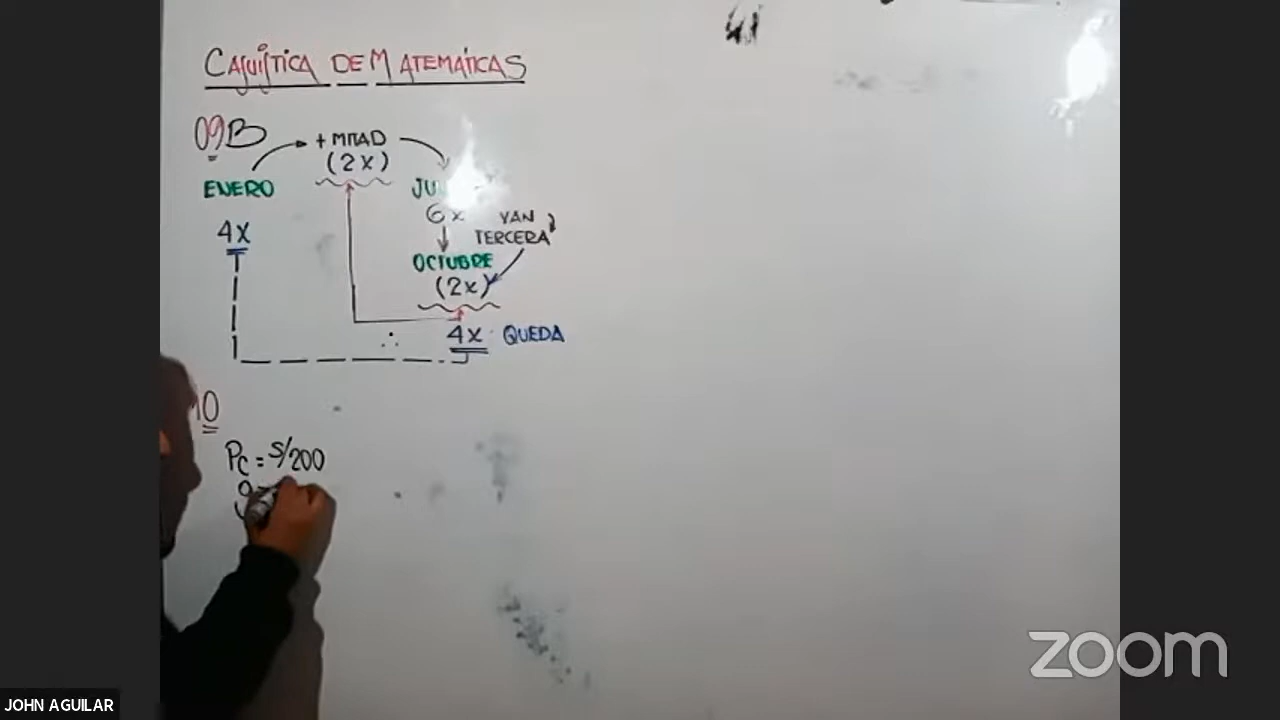 CASUÍSTICA DE MATEMÁTICAS
09B
+ MITAD
(2x)
ENERO
4x
6x
VAN
TERCERA
OCTUBRE
(2x)
∴ 4x QUEDA
10
Pc = S/200
zoom
JOHN AGUILAR